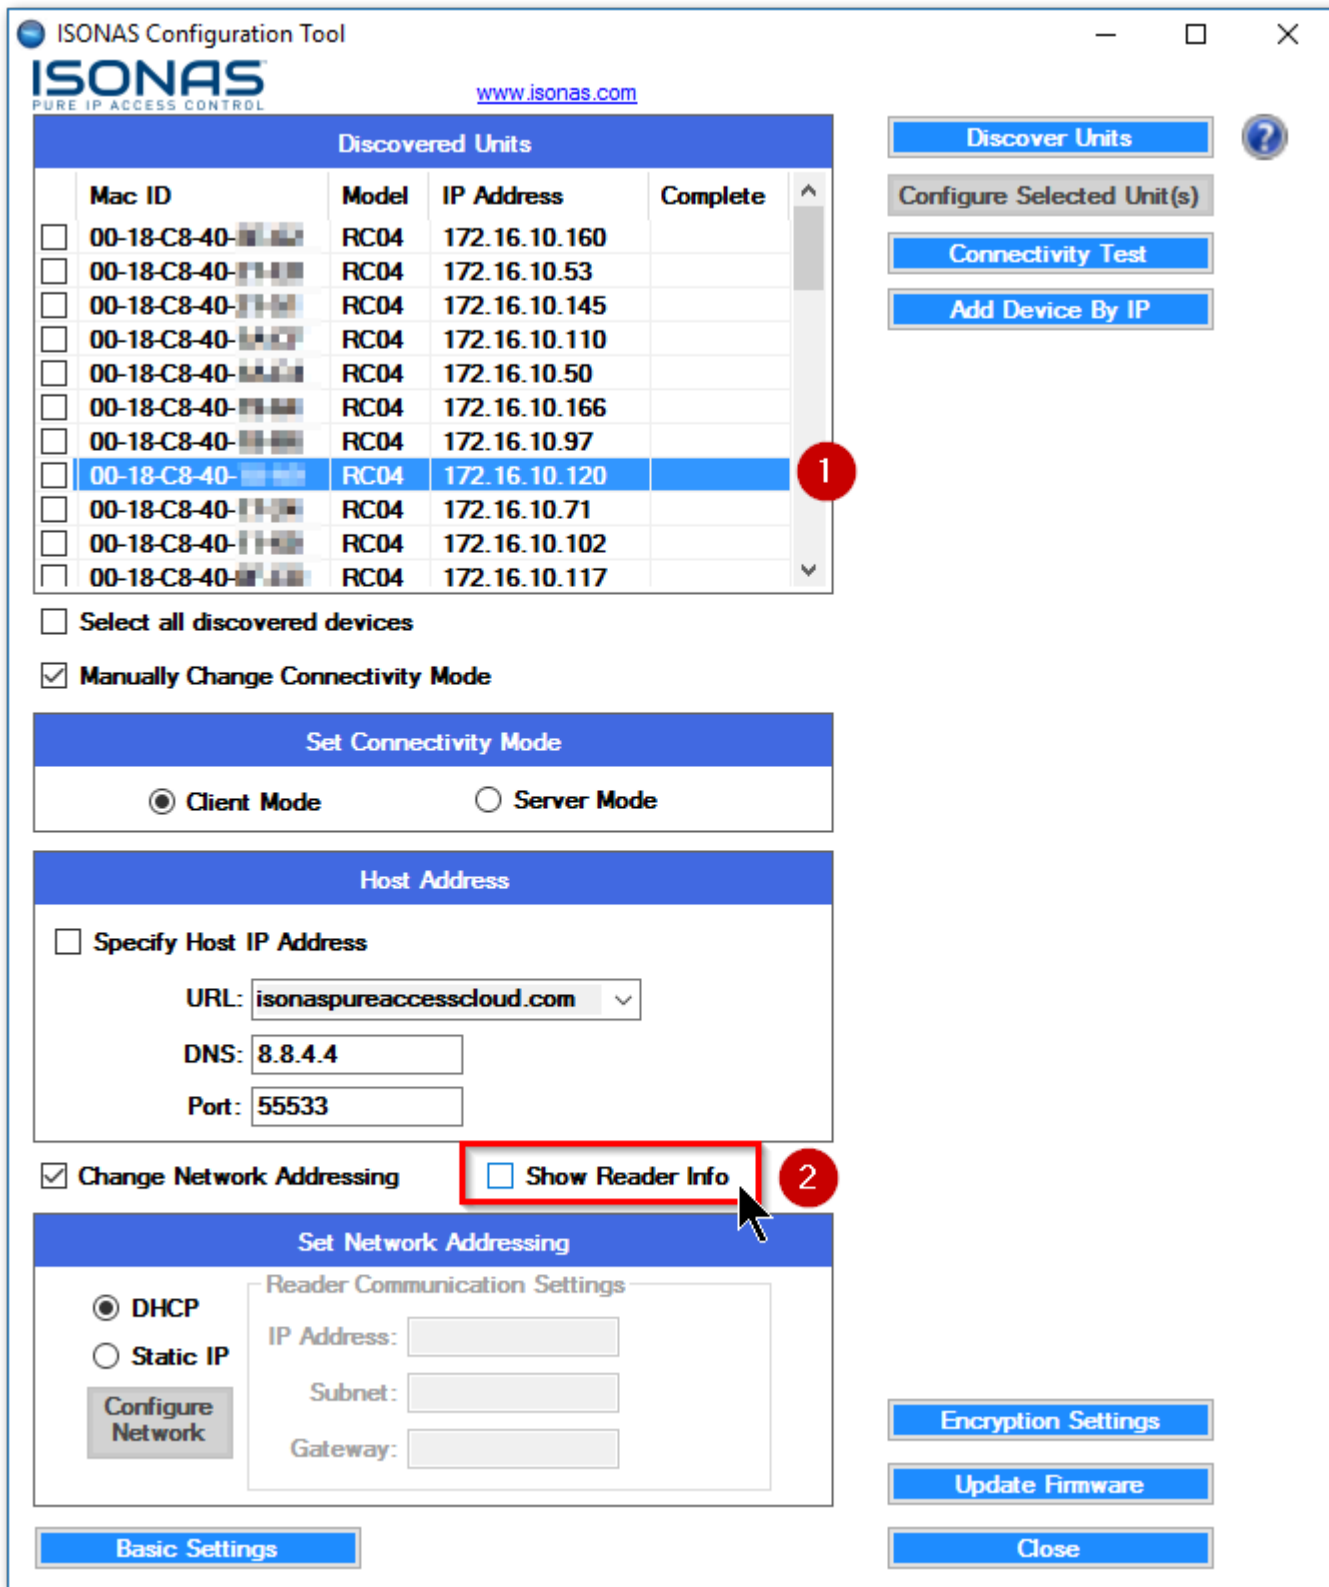 ISONAS Configuration Tool
ISONAS
PURE IP ACCESS CONTROL
www.isonas.com
Discovered Units
Mac ID Model IP Address Complete
00-18-C8-40- RC04 172.16.10.160
00-18-C8-40- RC04 172.16.10.53
00-18-C8-40- RC04 172.16.10.145
00-18-C8-40- RC04 172.16.10.110
00-18-C8-40- RC04 172.16.10.50
00-18-C8-40- RC04 172.16.10.166
00-18-C8-40- RC04 172.16.10.97
00-18-C8-40- RC04 172.16.10.120
1
00-18-C8-40- RC04 172.16.10.71
00-18-C8-40- RC04 172.16.10.102
00-18-C8-40- RC04 172.16.10.117
Discover Units
?
Configure Selected Unit(s)
Connectivity Test
Add Device By IP
Select all discovered devices
Manually Change Connectivity Mode
Set Connectivity Mode
Client Mode Server Mode
Host Address
Specify Host IP Address
URL: isonaspureaccesscloud.com
DNS: 8.8.4.4
Port: 55533
Change Network Addressing Show Reader Info 2
Set Network Addressing
DHCP
Static IP
Configure
Network
Reader Communication Settings
IP Address:
Subnet:
Gateway:
Encryption Settings
Update Firmware
Basic Settings
Close